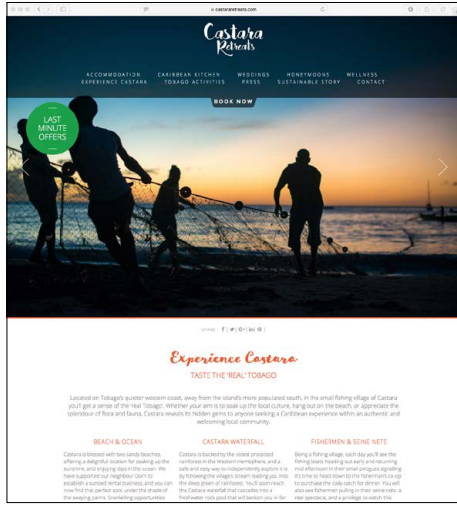 castararetreats.com
Castara
Retreats
ACCOMMODATION CARIBBEAN KITCHEN WEDDINGS HONEYMOONS WELLNESS
EXPERIENCE CASTARA TOBAGO ACTIVITIES PRESS SUSTAINABLE STORY CONTACT
BOOK NOW
LAST
MINUTE
OFFERS
SHARE
Experience Castara
TASTE THE 'REAL' TOBAGO
Located on Tobago's quieter western coast, away from the island's more populated south, in the small fishing village of Castara
you'll get a sense of the 'real Tobago'. Whether your aim is to soak up the local culture, hang out on the beach, or appreciate the
splendour of flora and fauna, Castara reveals its hidden gems to anyone seeking a Caribbean experience within an authentic and
welcoming local community.
BEACH & OCEAN
Castara is blessed with two sandy beaches,
offering a delightful location for soaking up the
sunshine, and enjoying dips in the ocean. We
have supported our neighbour Glen to
establish a sunbed rental business, and you can
now find that perfect spot under the shade of
the swaying palms. Snorkelling opportunities
CASTARA WATERFALL
Castara is backed by the oldest protected
rainforest in the Western Hemisphere, and a
safe and easy way to independently explore it is
by following the village's stream leading you into
the deep green of rainforest. You'll soon reach
the Castara waterfall that cascades into a
freshwater rock pool that will beckon you in for
FISHERMEN & SEINE NETS
Being a fishing village, each day you'll see the
fishing boats heading out early and returning
mid-afternoon in their small pirogues signalling
it's time to head down to the fishermen's co-op
to purchase the daily catch for dinner. You will
also see fishermen pulling in their seine nets- a
real spectacle, and a privilege to watch this